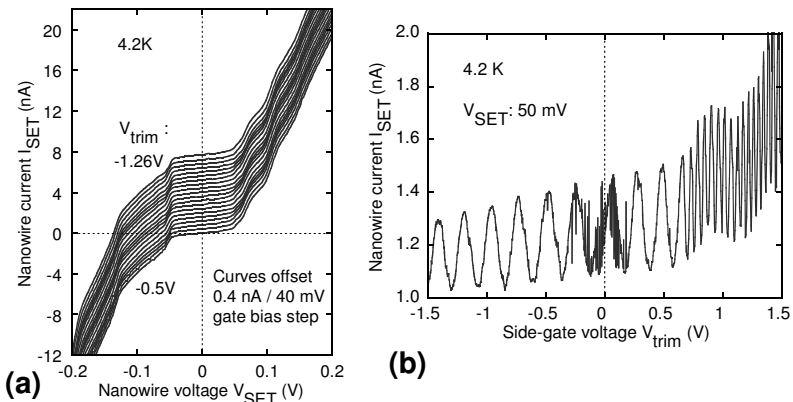 20
16
12
8
4
0
-4
-8
-12
Nanowire current I_SET (nA)
4.2K
V_trim :
-1.26V
-0.5V
Curves offset
0.4 nA / 40 mV
gate bias step
-0.2 -0.1 0 0.1 0.2
Nanowire voltage V_SET (V)
(a)
2.0
1.8
1.6
1.4
1.2
1.0
Nanowire current I_SET (nA)
4.2 K
V_SET: 50 mV
-1.5 -1 -0.5 0 0.5 1 1.5
Side-gate voltage V_trim (V)
(b)